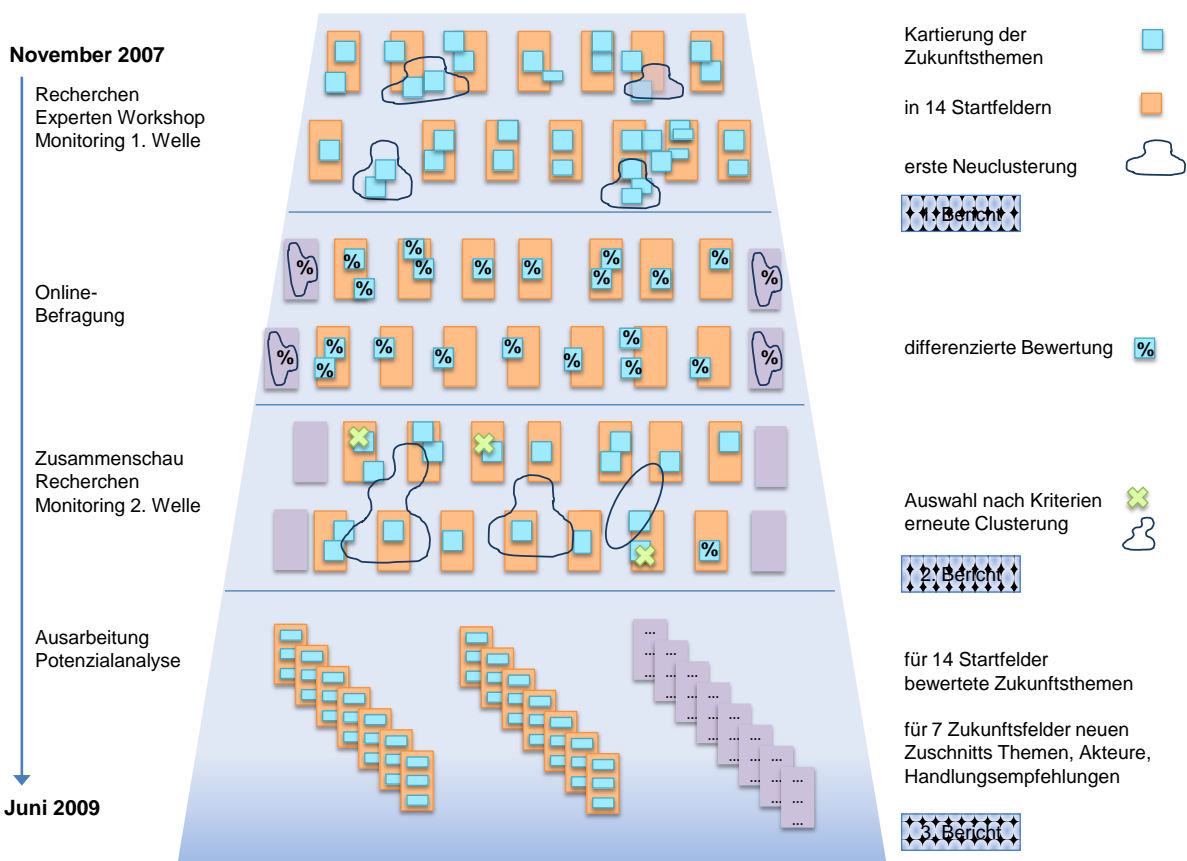 November 2007
Recherchen
Experten Workshop
Monitoring 1. Welle
Kartierung der
Zukunftsthemen
in 14 Startfeldern
erste Neuclusterung
1. Bericht
Online-
Befragung
% % % % % % % % % % % %
% % % % % % % % % % % %
differenzierte Bewertung %
Zusammenschau
Recherchen
Monitoring 2. Welle
%
Auswahl nach Kriterien
erneute Clusterung
2. Bericht
Ausarbeitung
Potenzialanalyse
... ... ... ... ... ... ... ...
... ... ... ... ... ... ... ...
... ... ... ... ... ... ... ...
für 14 Startfelder
bewertete Zukunftsthemen
für 7 Zukunftsfelder neuen
Zuschnitts Themen, Akteure,
Handlungsempfehlungen
Juni 2009
3. Bericht